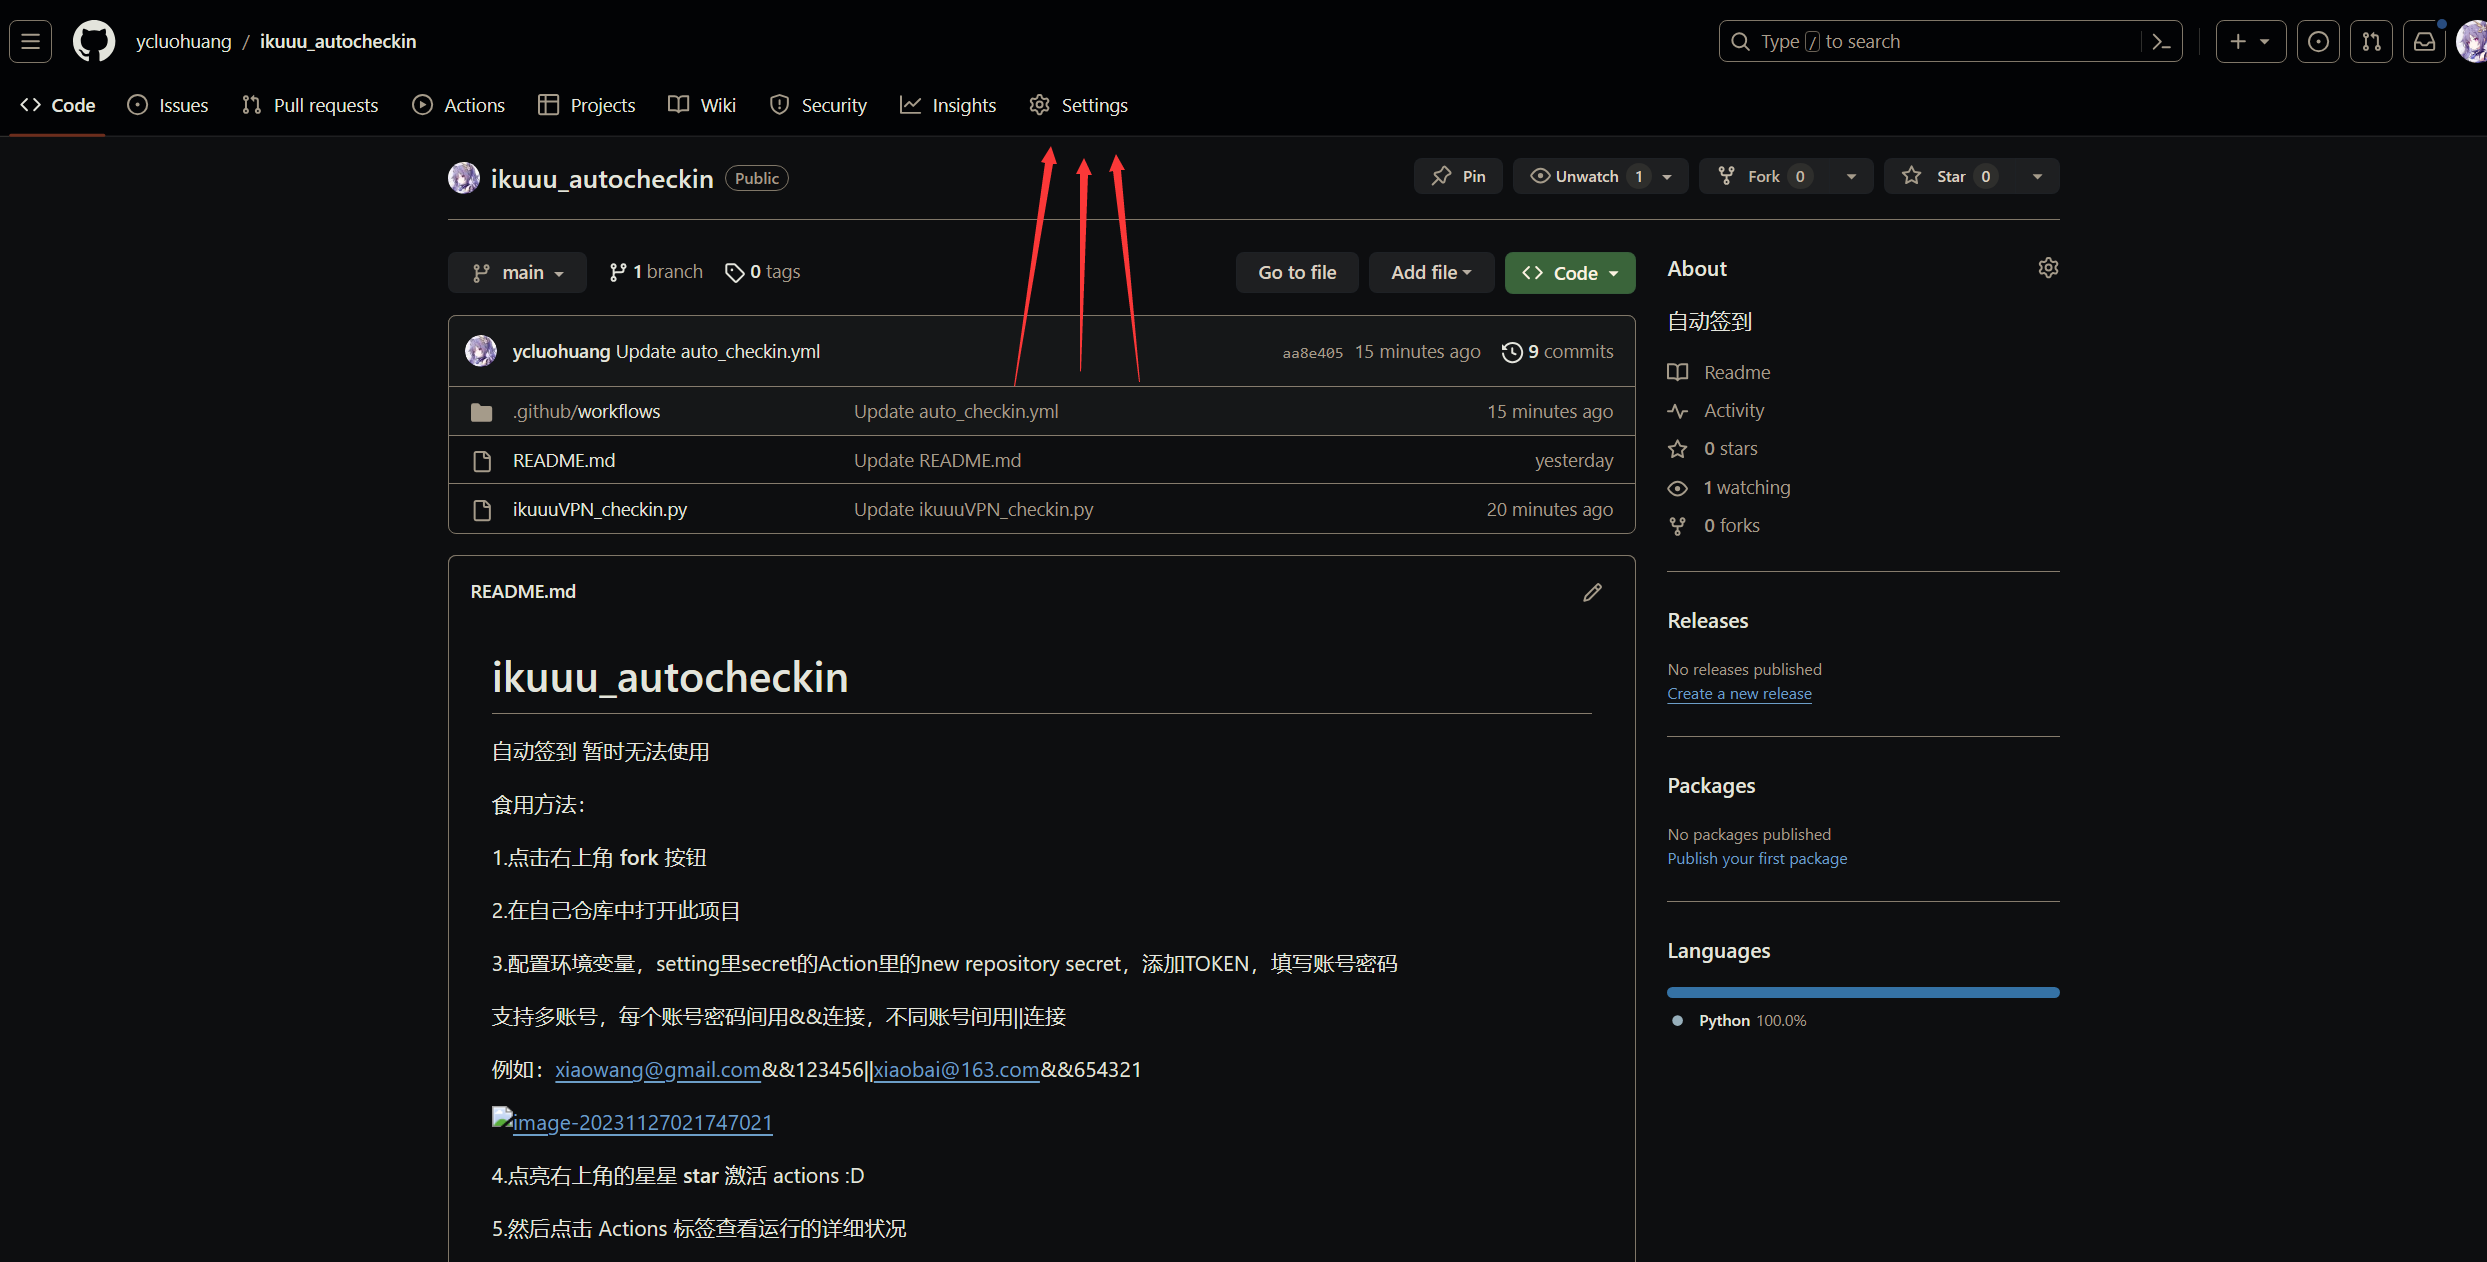 ycluohuang / ikuuu_autocheckin
Type / to search
Code Issues Pull requests Actions Projects Wiki Security Insights Settings
ikuuu_autocheckin Public
Pin Unwatch 1 Fork 0 Star 0
main 1 branch 0 tags Go to file Add file Code
ycluohuang Update auto_checkin.yml aa8e405 15 minutes ago 9 commits
.github/workflows Update auto_checkin.yml 15 minutes ago
README.md Update README.md yesterday
ikuuuVPN_checkin.py Update ikuuuVPN_checkin.py 20 minutes ago
README.md
ikuuu_autocheckin
自动签到 暂时无法使用
食用方法：
1.点击右上角 fork 按钮
2.在自己仓库中打开此项目
3.配置环境变量，setting里secret的Action里的new repository secret，添加TOKEN，填写账号密码
支持多账号，每个账号密码间用&&连接，不同账号间用||连接
例如：xiaowang@gmail.com&&123456||xiaobai@163.com&&654321
image-20231127021747021
4.点亮右上角的星星 star 激活 actions :D
5.然后点击 Actions 标签查看运行的详细状况
About
自动签到
Readme
Activity
0 stars
1 watching
0 forks
Releases
No releases published
Create a new release
Packages
No packages published
Publish your first package
Languages
Python 100.0%